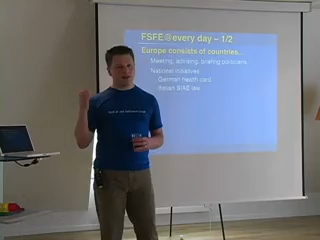 FSFE@every day – 1/2
Europe consists of countries...
Meeting, advising, briefing politicians
National initiatives
German health card
Italian SIAE law